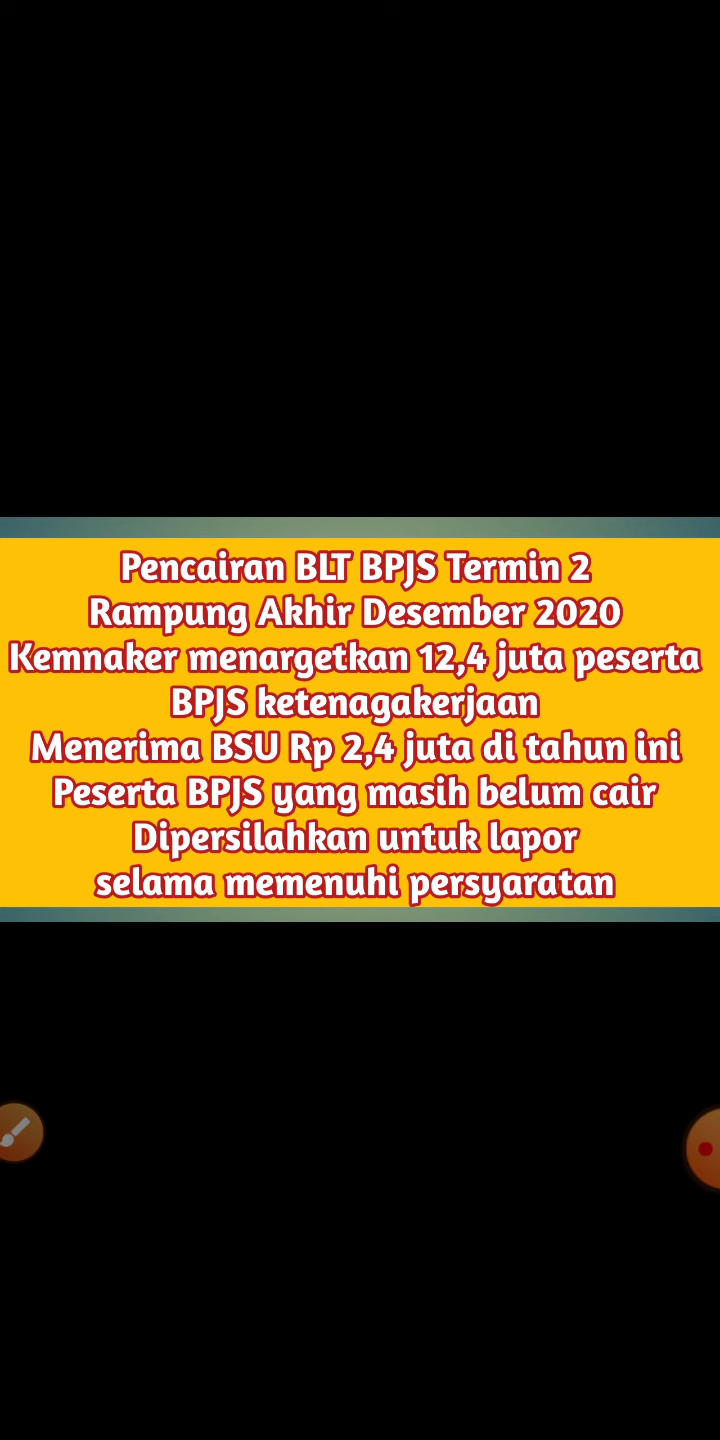 Pencairan BLT BPJS Termin 2
Rampung Akhir Desember 2020
Kemnaker menargetkan 12,4 juta peserta
BPJS ketenagakerjaan
Menerima BSU Rp 2,4 juta di tahun ini
Peserta BPJS yang masih belum cair
Dipersilahkan untuk lapor
selama memenuhi persyaratan